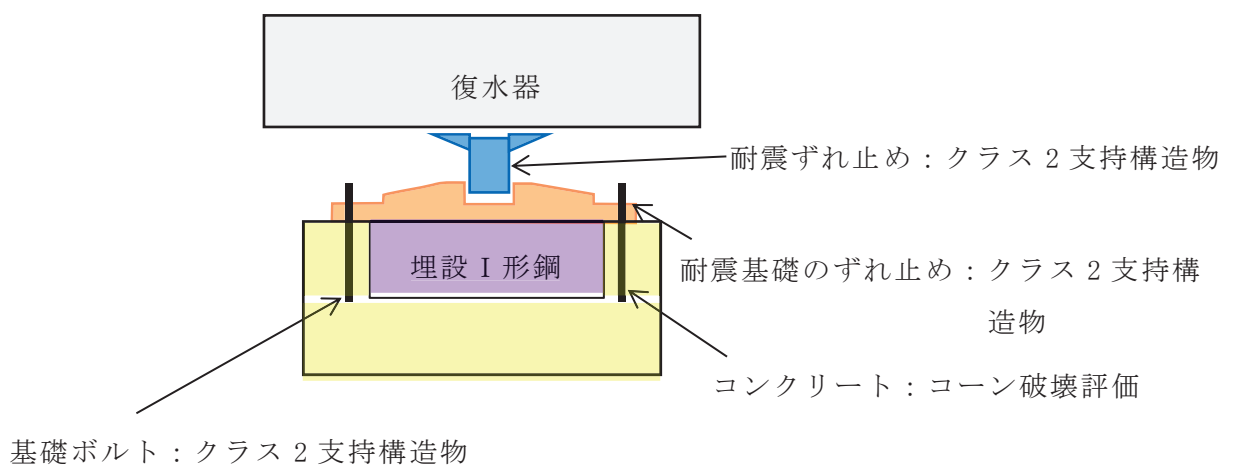 復水器
耐震ずれ止め：クラス２支持構造物
埋設Ｉ形鋼
耐震基礎のずれ止め：クラス２支持構
造物
コンクリート：コーン破壊評価
基礎ボルト：クラス２支持構造物